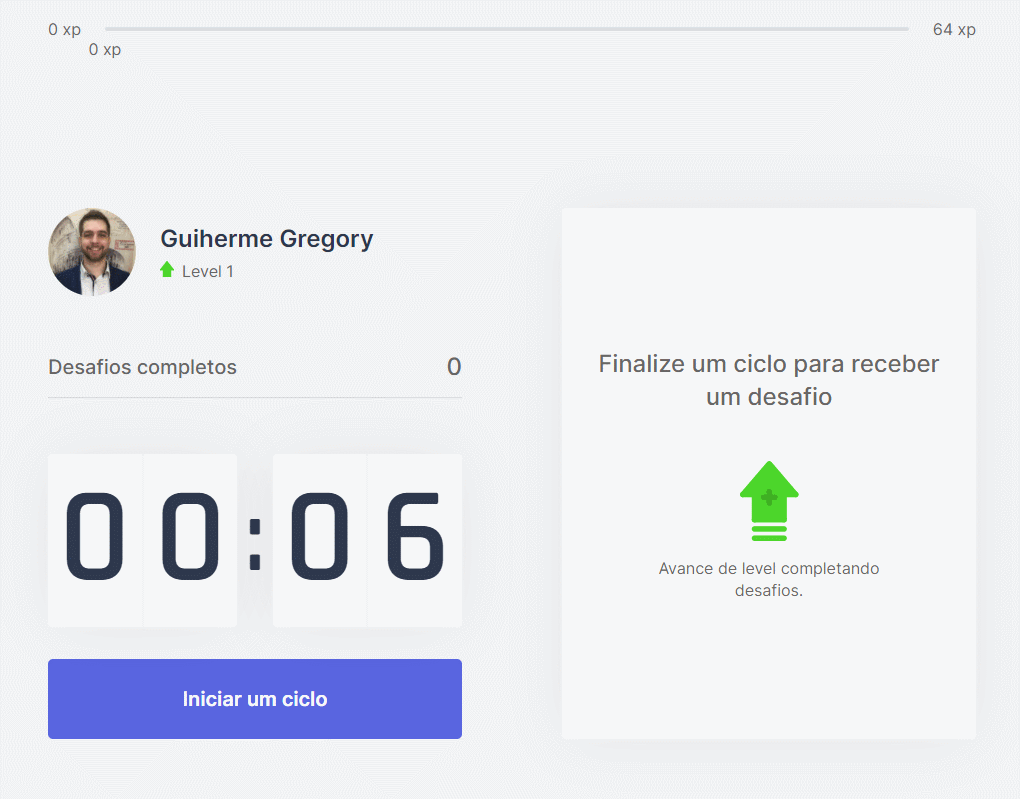 0 xp
64 xp
0 xp
Guiherme Gregory
Level 1
Desafios completos
0
00:06
Iniciar um ciclo
Finalize um ciclo para receber
um desafio
Avance de level completando
desafios.